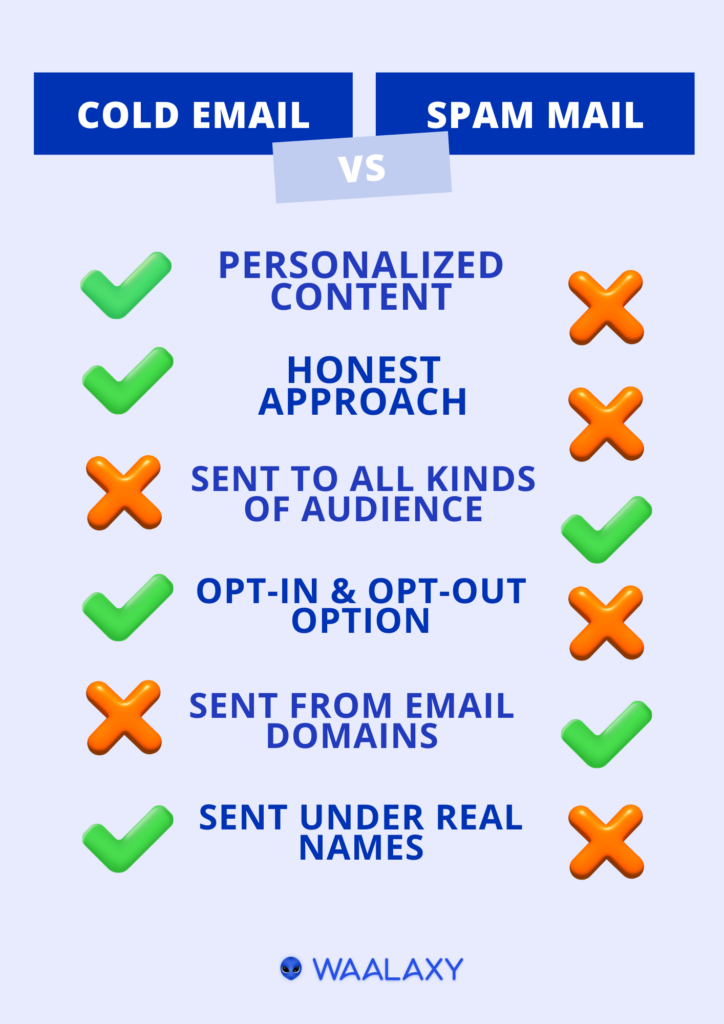 COLD EMAIL
SPAM MAIL
VS
PERSONALIZED
CONTENT
HONEST
APPROACH
SENT TO ALL KINDS
OF AUDIENCE
OPT-IN & OPT-OUT
OPTION
SENT FROM EMAIL
DOMAINS
SENT UNDER REAL
NAMES
WAALAXY